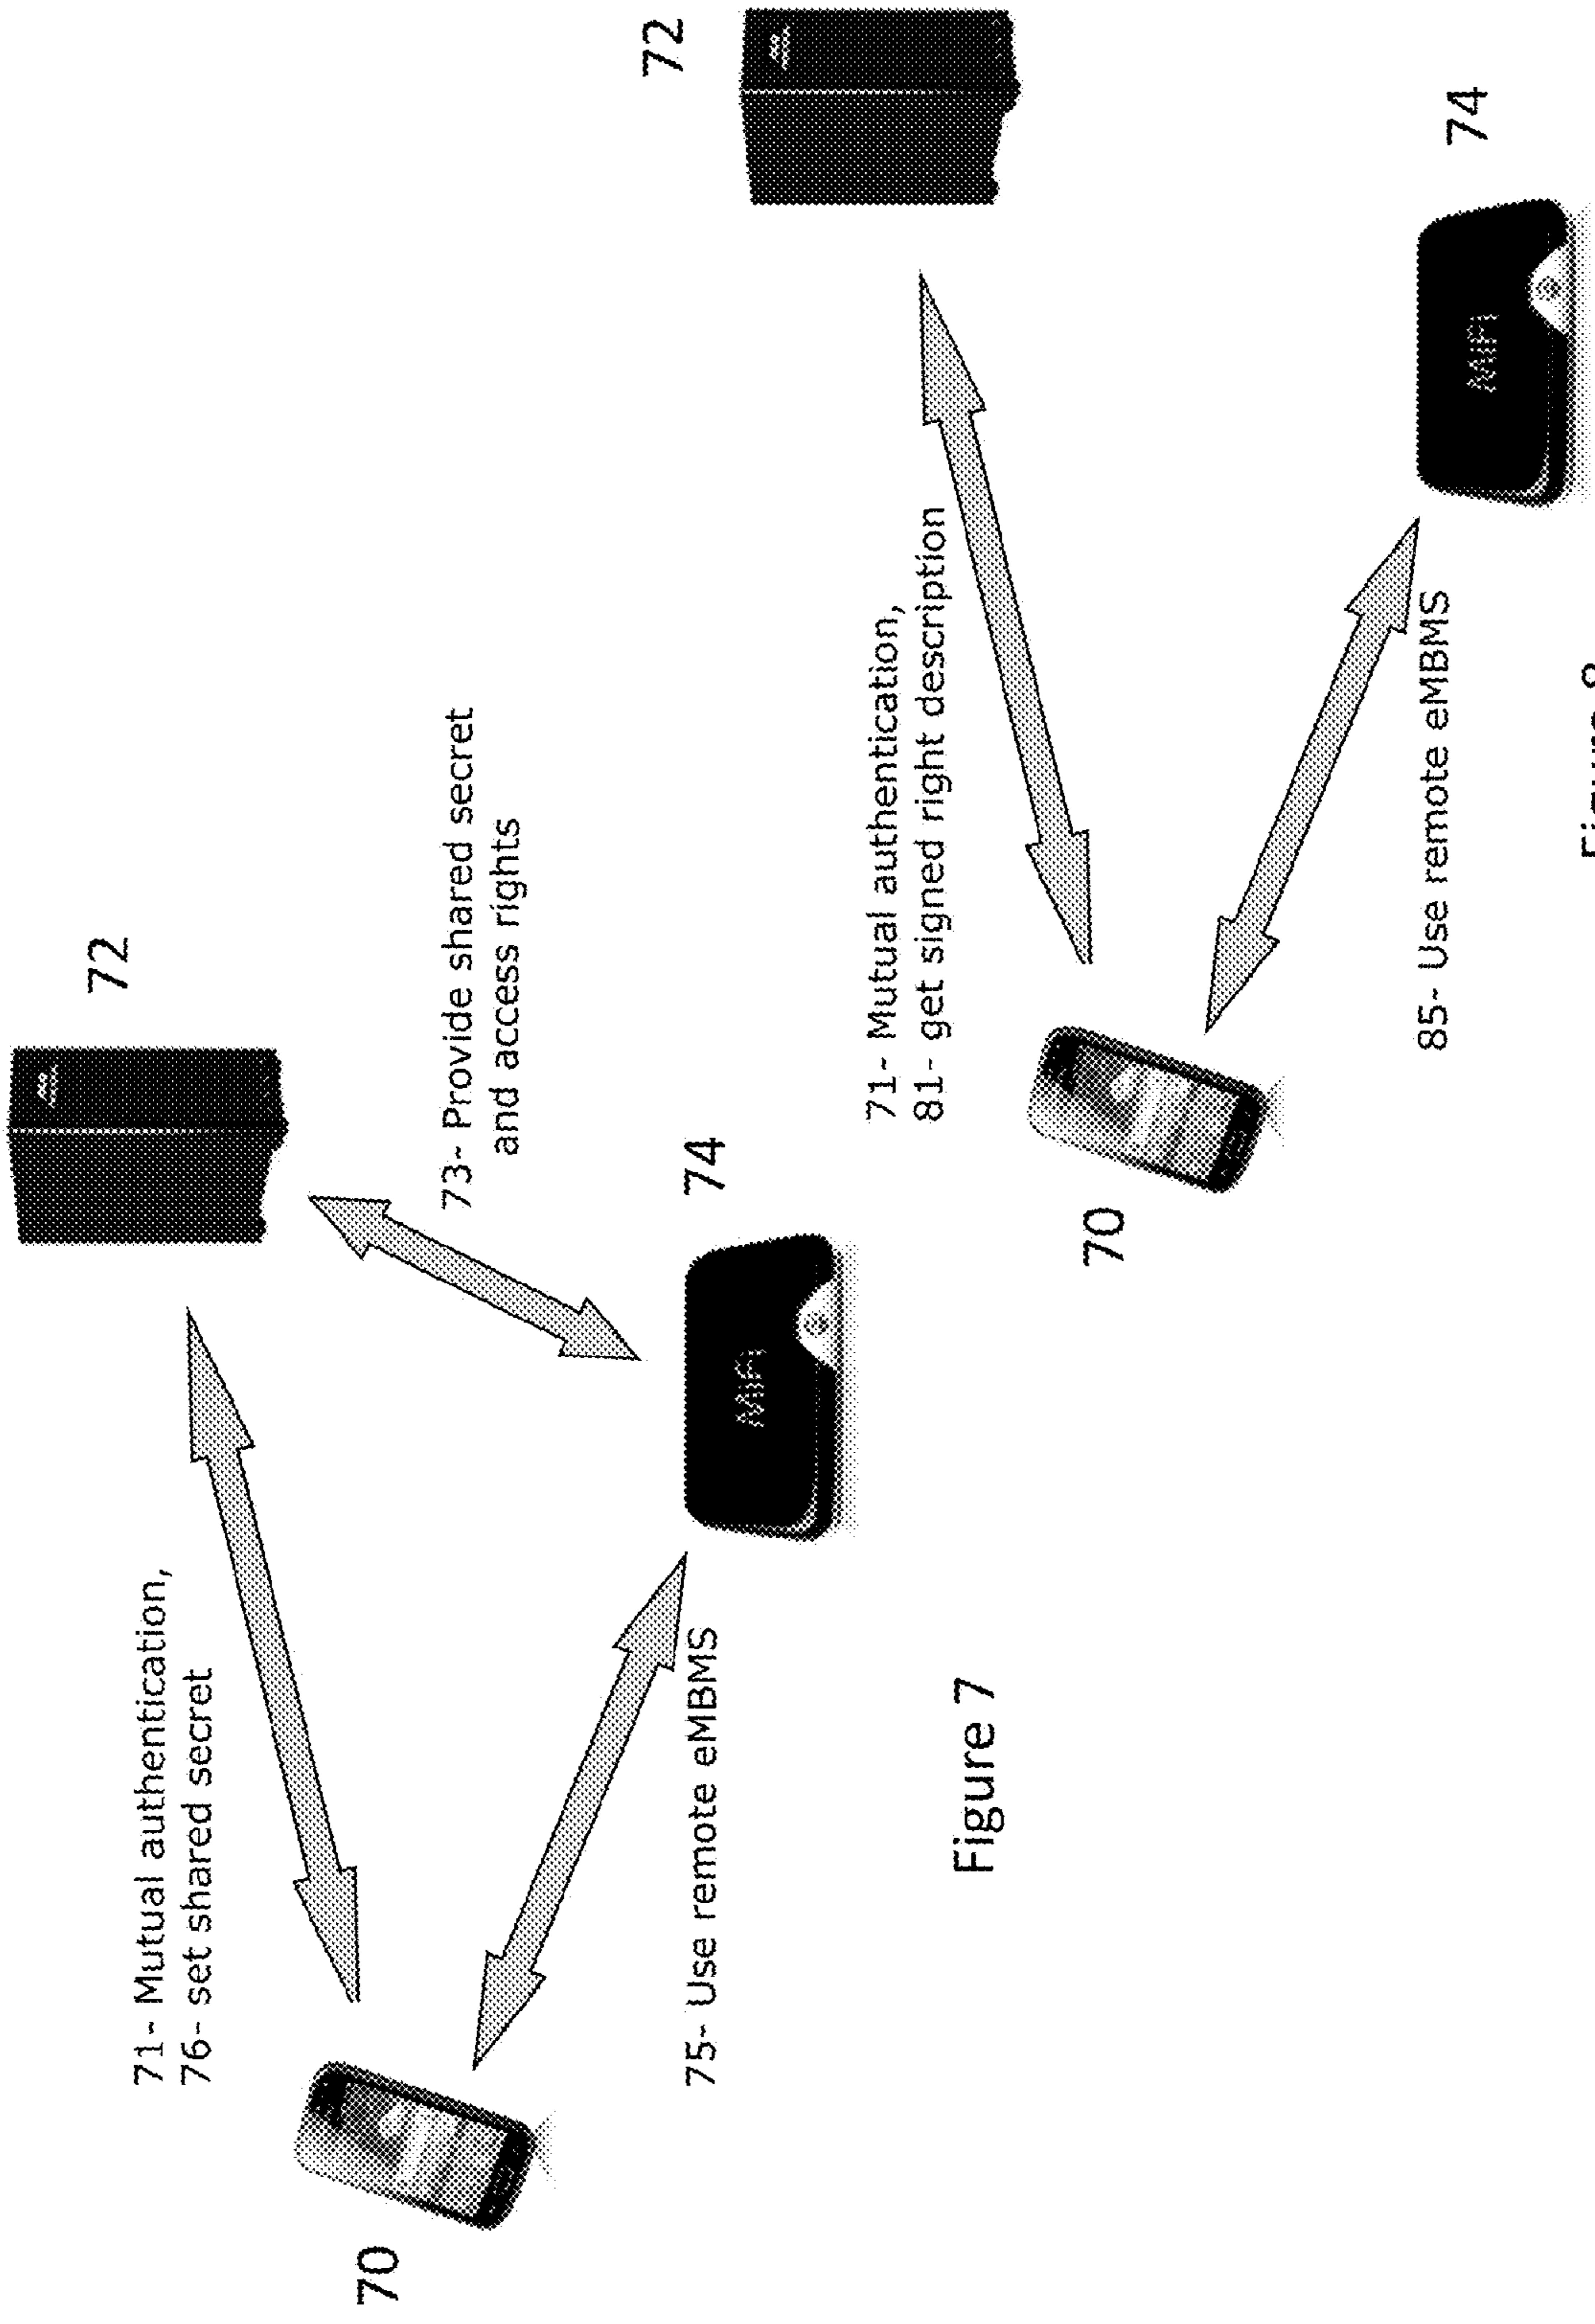 72
71- Mutual authentication,
76- set shared secret
73- Provide shared secret
and access rights
70
74
MiFi
75- Use remote eMBMS
Figure 7
72
71- Mutual authentication,
81- get signed right description
70
74
MiFi
85- Use remote eMBMS